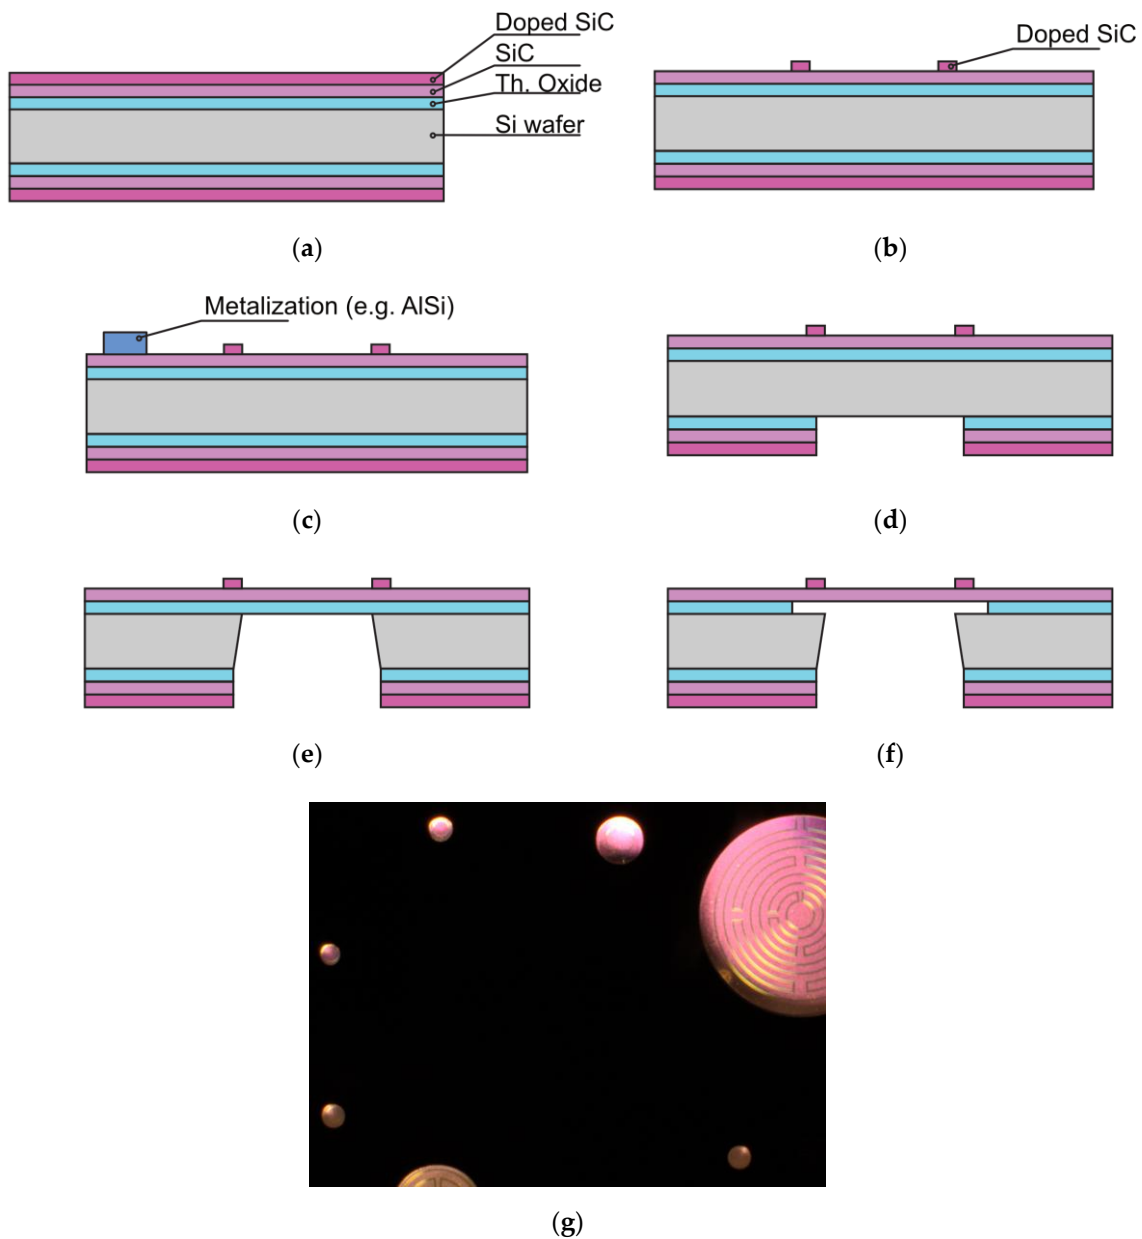 Doped SiC
SiC
Th. Oxide
Si wafer
Doped SiC
(a)
(b)
Metalization (e.g. AlSi)
(c)
(d)
(e)
(f)
(g)